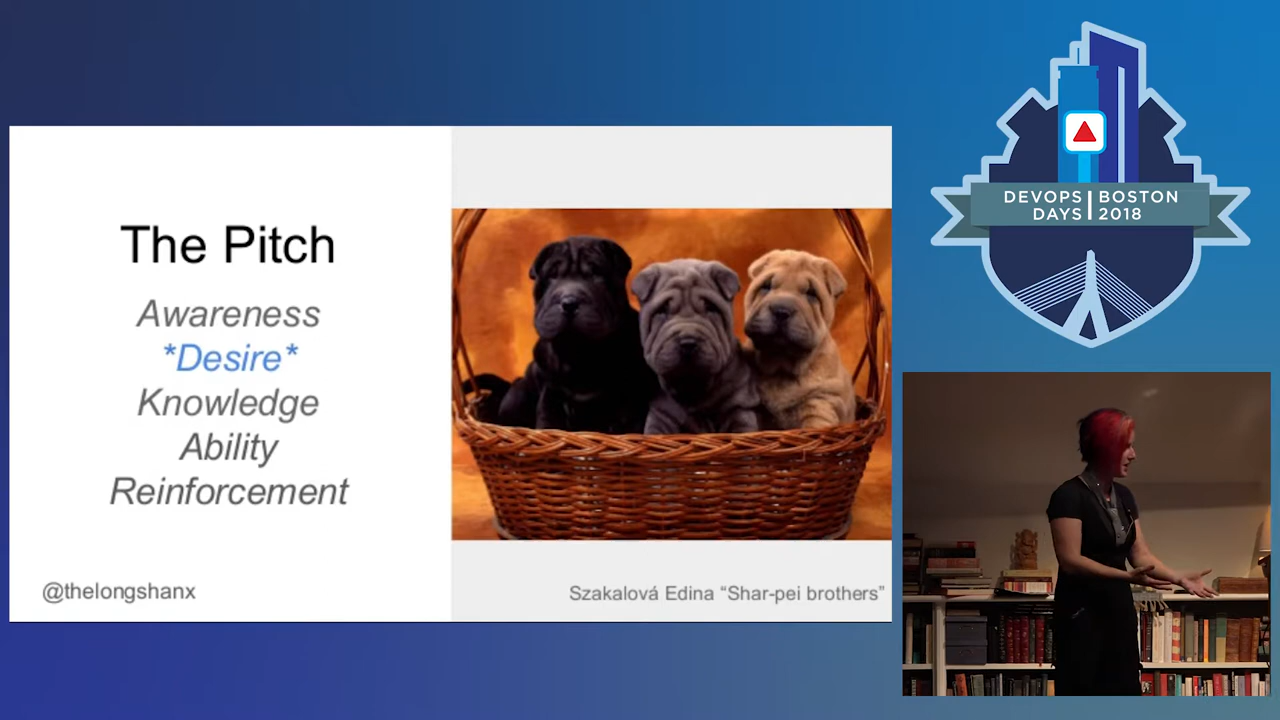 The Pitch
Awareness
*Desire*
Knowledge
Ability
Reinforcement
@thelongshanx
Szakalová Edina “Shar-pei brothers”
DEVOPS | BOSTON
DAYS | 2018